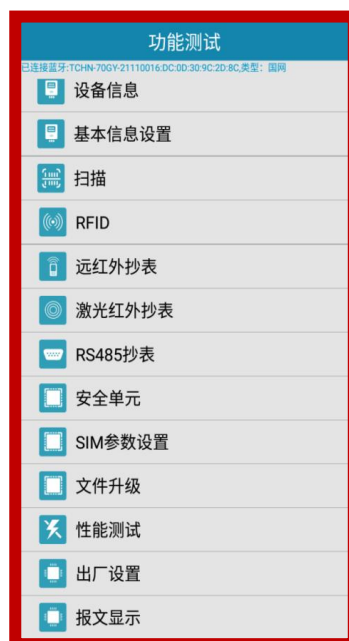 功能测试
已连接蓝牙:TCHN-70GY-21110016:DC:0D:30:9C:2D:8C,类型：国网
设备信息
基本信息设置
扫描
RFID
远红外抄表
激光红外抄表
RS485抄表
安全单元
SIM参数设置
文件升级
性能测试
出厂设置
报文显示